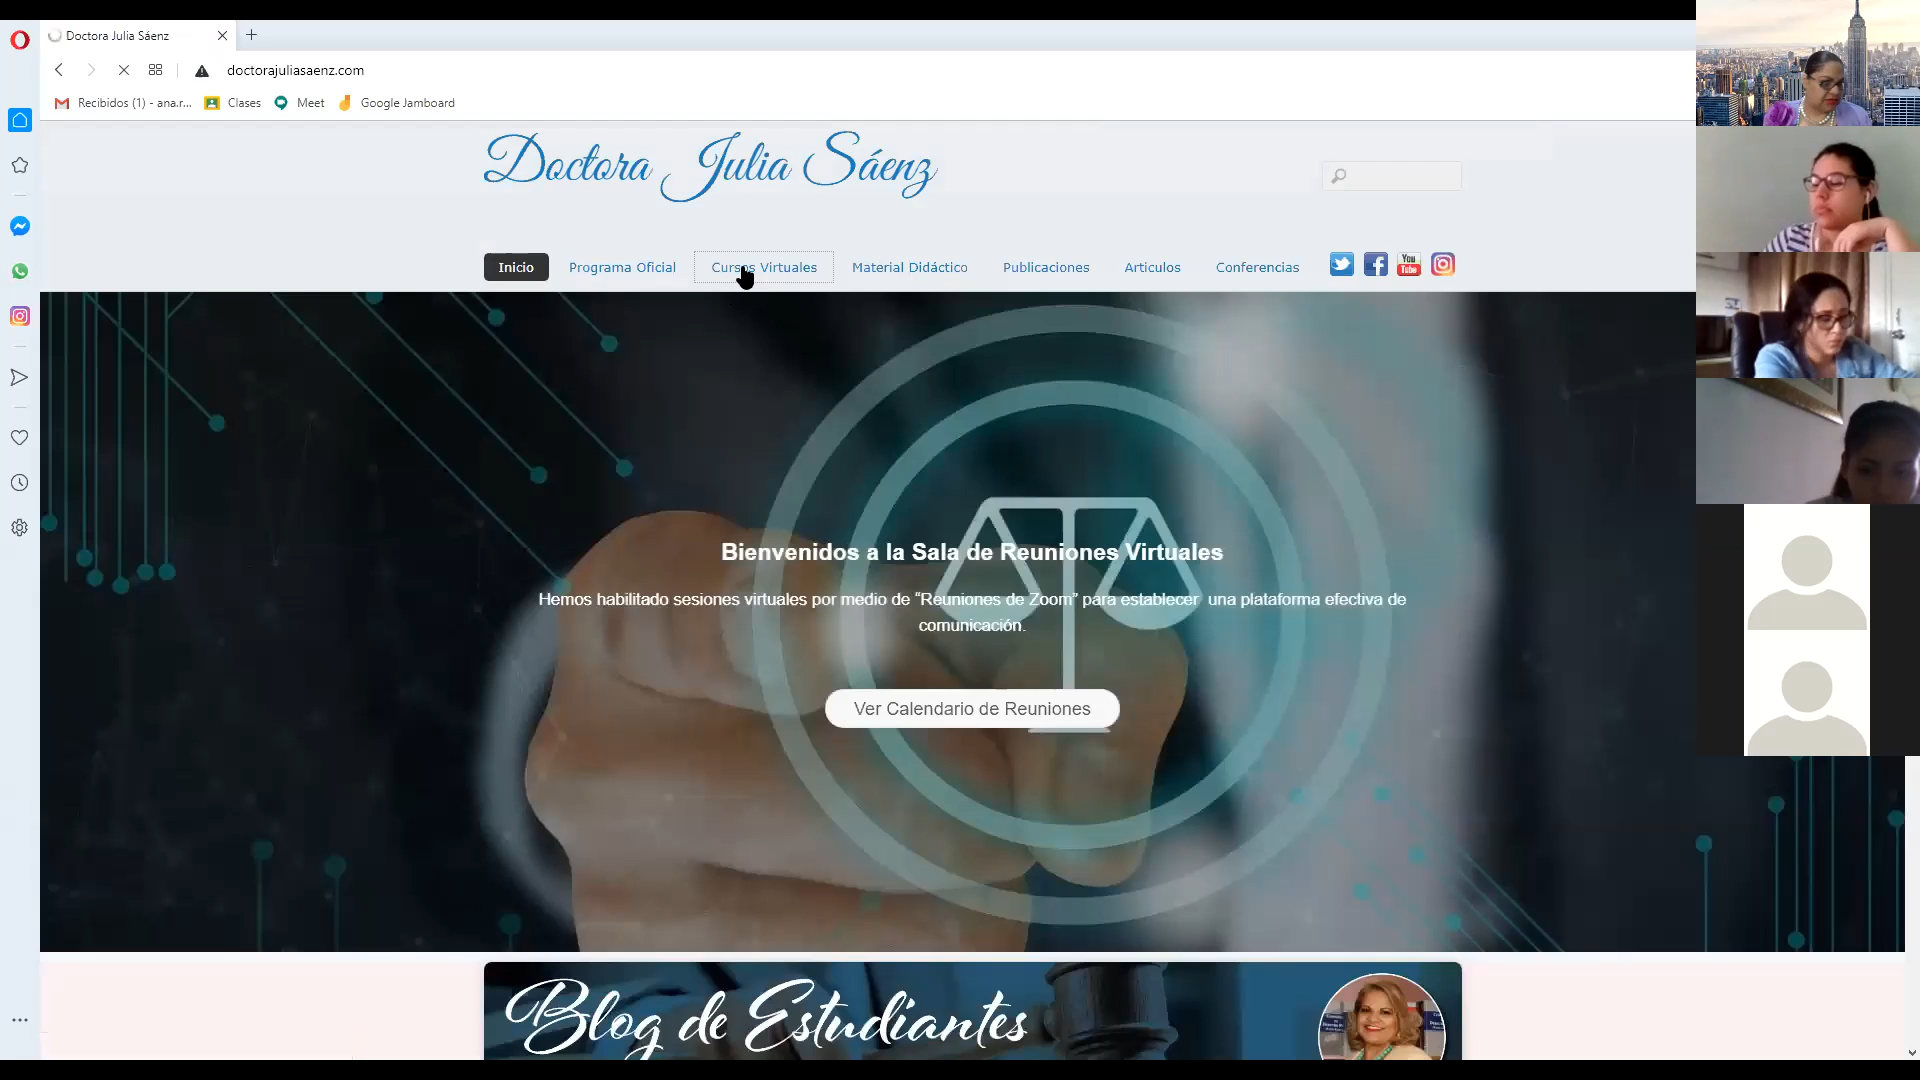 Doctora Julia Sáenz
doctorajuliasaenz.com
Recibidos (1) - ana.r...
Clases
Meet
Google Jamboard
Doctora Julia Sáenz
Inicio
Programa Oficial
Cursos Virtuales
Material Didáctico
Publicaciones
Articulos
Conferencias
You
Tube
Bienvenidos a la Sala de Reuniones Virtuales
Hemos habilitado sesiones virtuales por medio de “Reuniones de Zoom” para establecer una plataforma efectiva de
comunicación.
Ver Calendario de Reuniones
Blog de Estudiantes